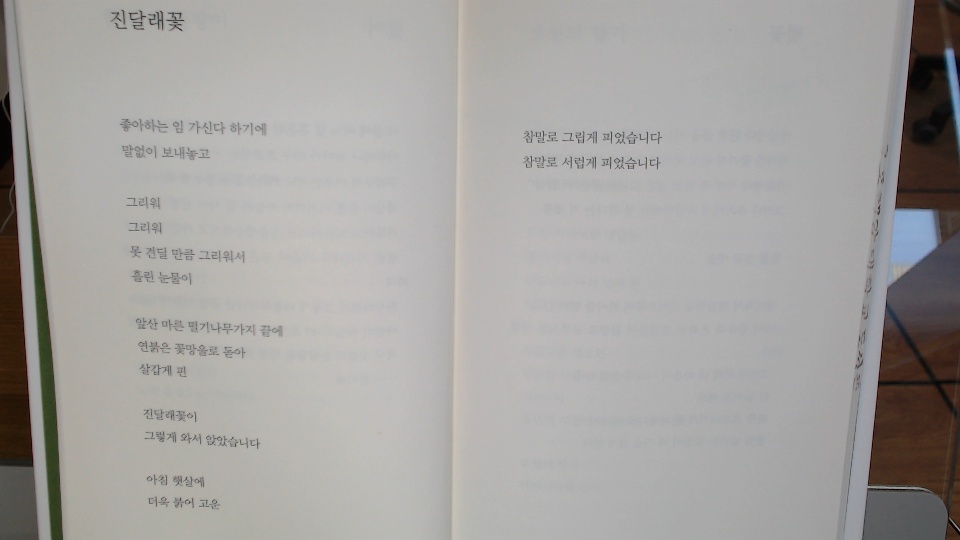 진달래꽃
좋아하는 임 가신다 하기에
말없이 보내놓고
그리워
그리워
못 견딜 만큼 그리워서
흘린 눈물이
앞산 마른 떨기나무가지 끝에
연붉은 꽃망울로 돋아
살갑게 핀
진달래꽃이
그렇게 와서 앉았습니다
아침 햇살에
더욱 붉어 고운
참말로 그립게 피었습니다
참말로 서럽게 피었습니다